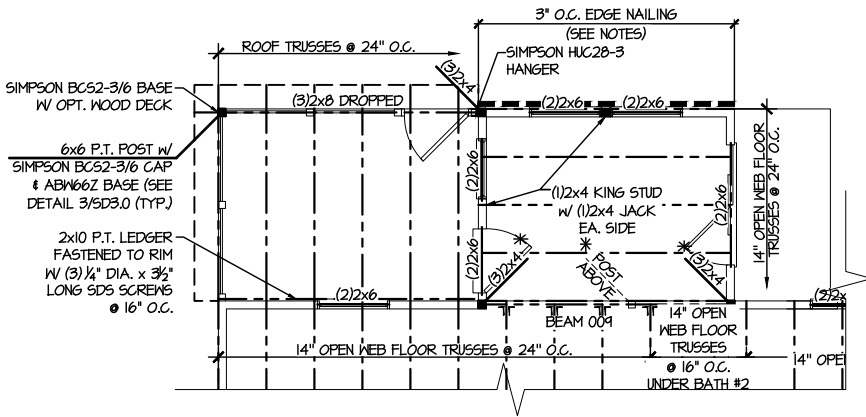 3" O.C. EDGE NAILING
(SEE NOTES)
ROOF TRUSSES @ 24" O.C.
SIMPSON HUC28-3
HANGER
SIMPSON BCS2-3/6 BASE
W/ OPT. WOOD DECK
(3)2x4
(3)2x8 DROPPED
(2)2x6
(2)2x6
6x6 P.T. POST W/
SIMPSON BCS2-3/6 CAP
& ABW66Z BASE (SEE
DETAIL 3/SD3.0 (TYP.)
(2)2x6
(1)2x4 KING STUD
W/ (1)2x4 JACK
EA. SIDE
(2)2x6
14" OPEN WEB FLOOR
TRUSSES @ 24" O.C.
2x10 P.T. LEDGER
FASTENED TO RIM
W/ (3) 1/4" DIA. x 3 1/2"
LONG SDS SCREWS
@ 16" O.C.
(2)2x6
(3)2x4
POST
ABOVE
(3)2x4
(2)2x6
(2)2x
BEAM 009
14" OPEN
WEB FLOOR
TRUSSES
@ 16" O.C.
UNDER BATH #2
14" OPEN WEB FLOOR TRUSSES @ 24" O.C.
14" OPE